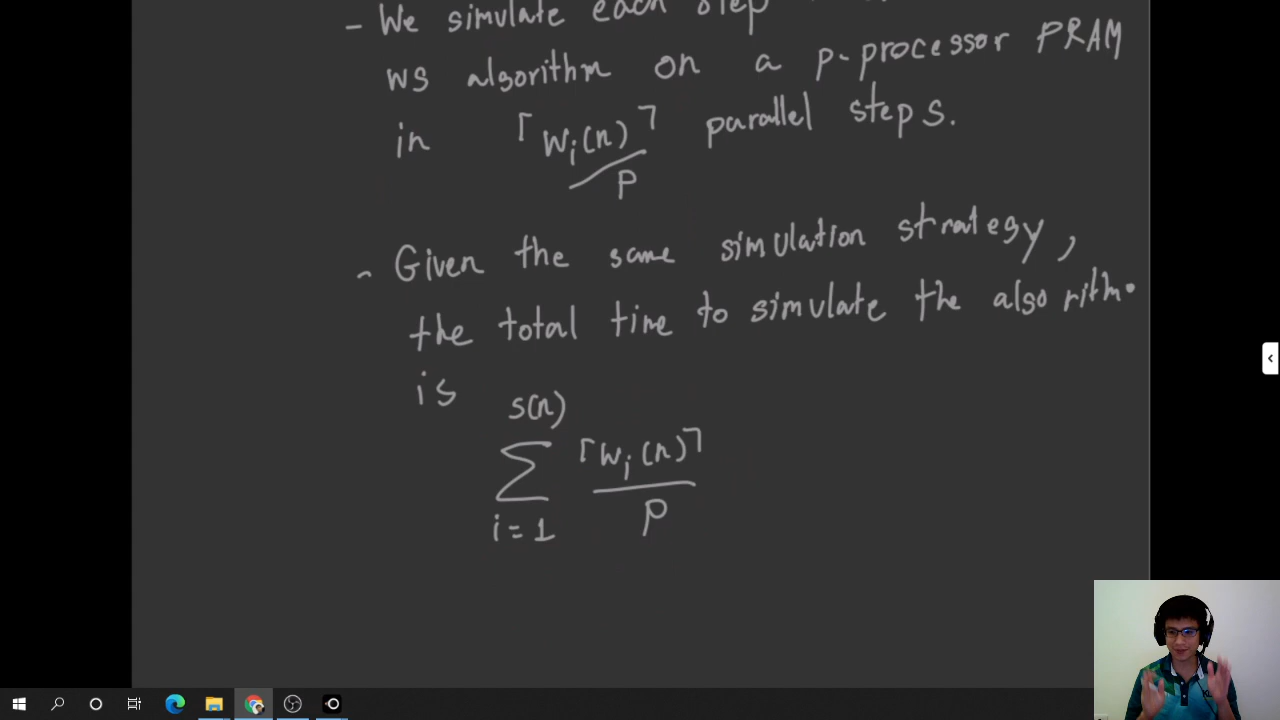 - We simulate each step
WS algorithm on a p-processor PRAM
in ⌈Wᵢ(n)⌉/P parallel steps.
- Given the same simulation strategy,
the total time to simulate the algorithm
is
S(n)
Σ ⌈Wᵢ(n)⌉/P
i=1